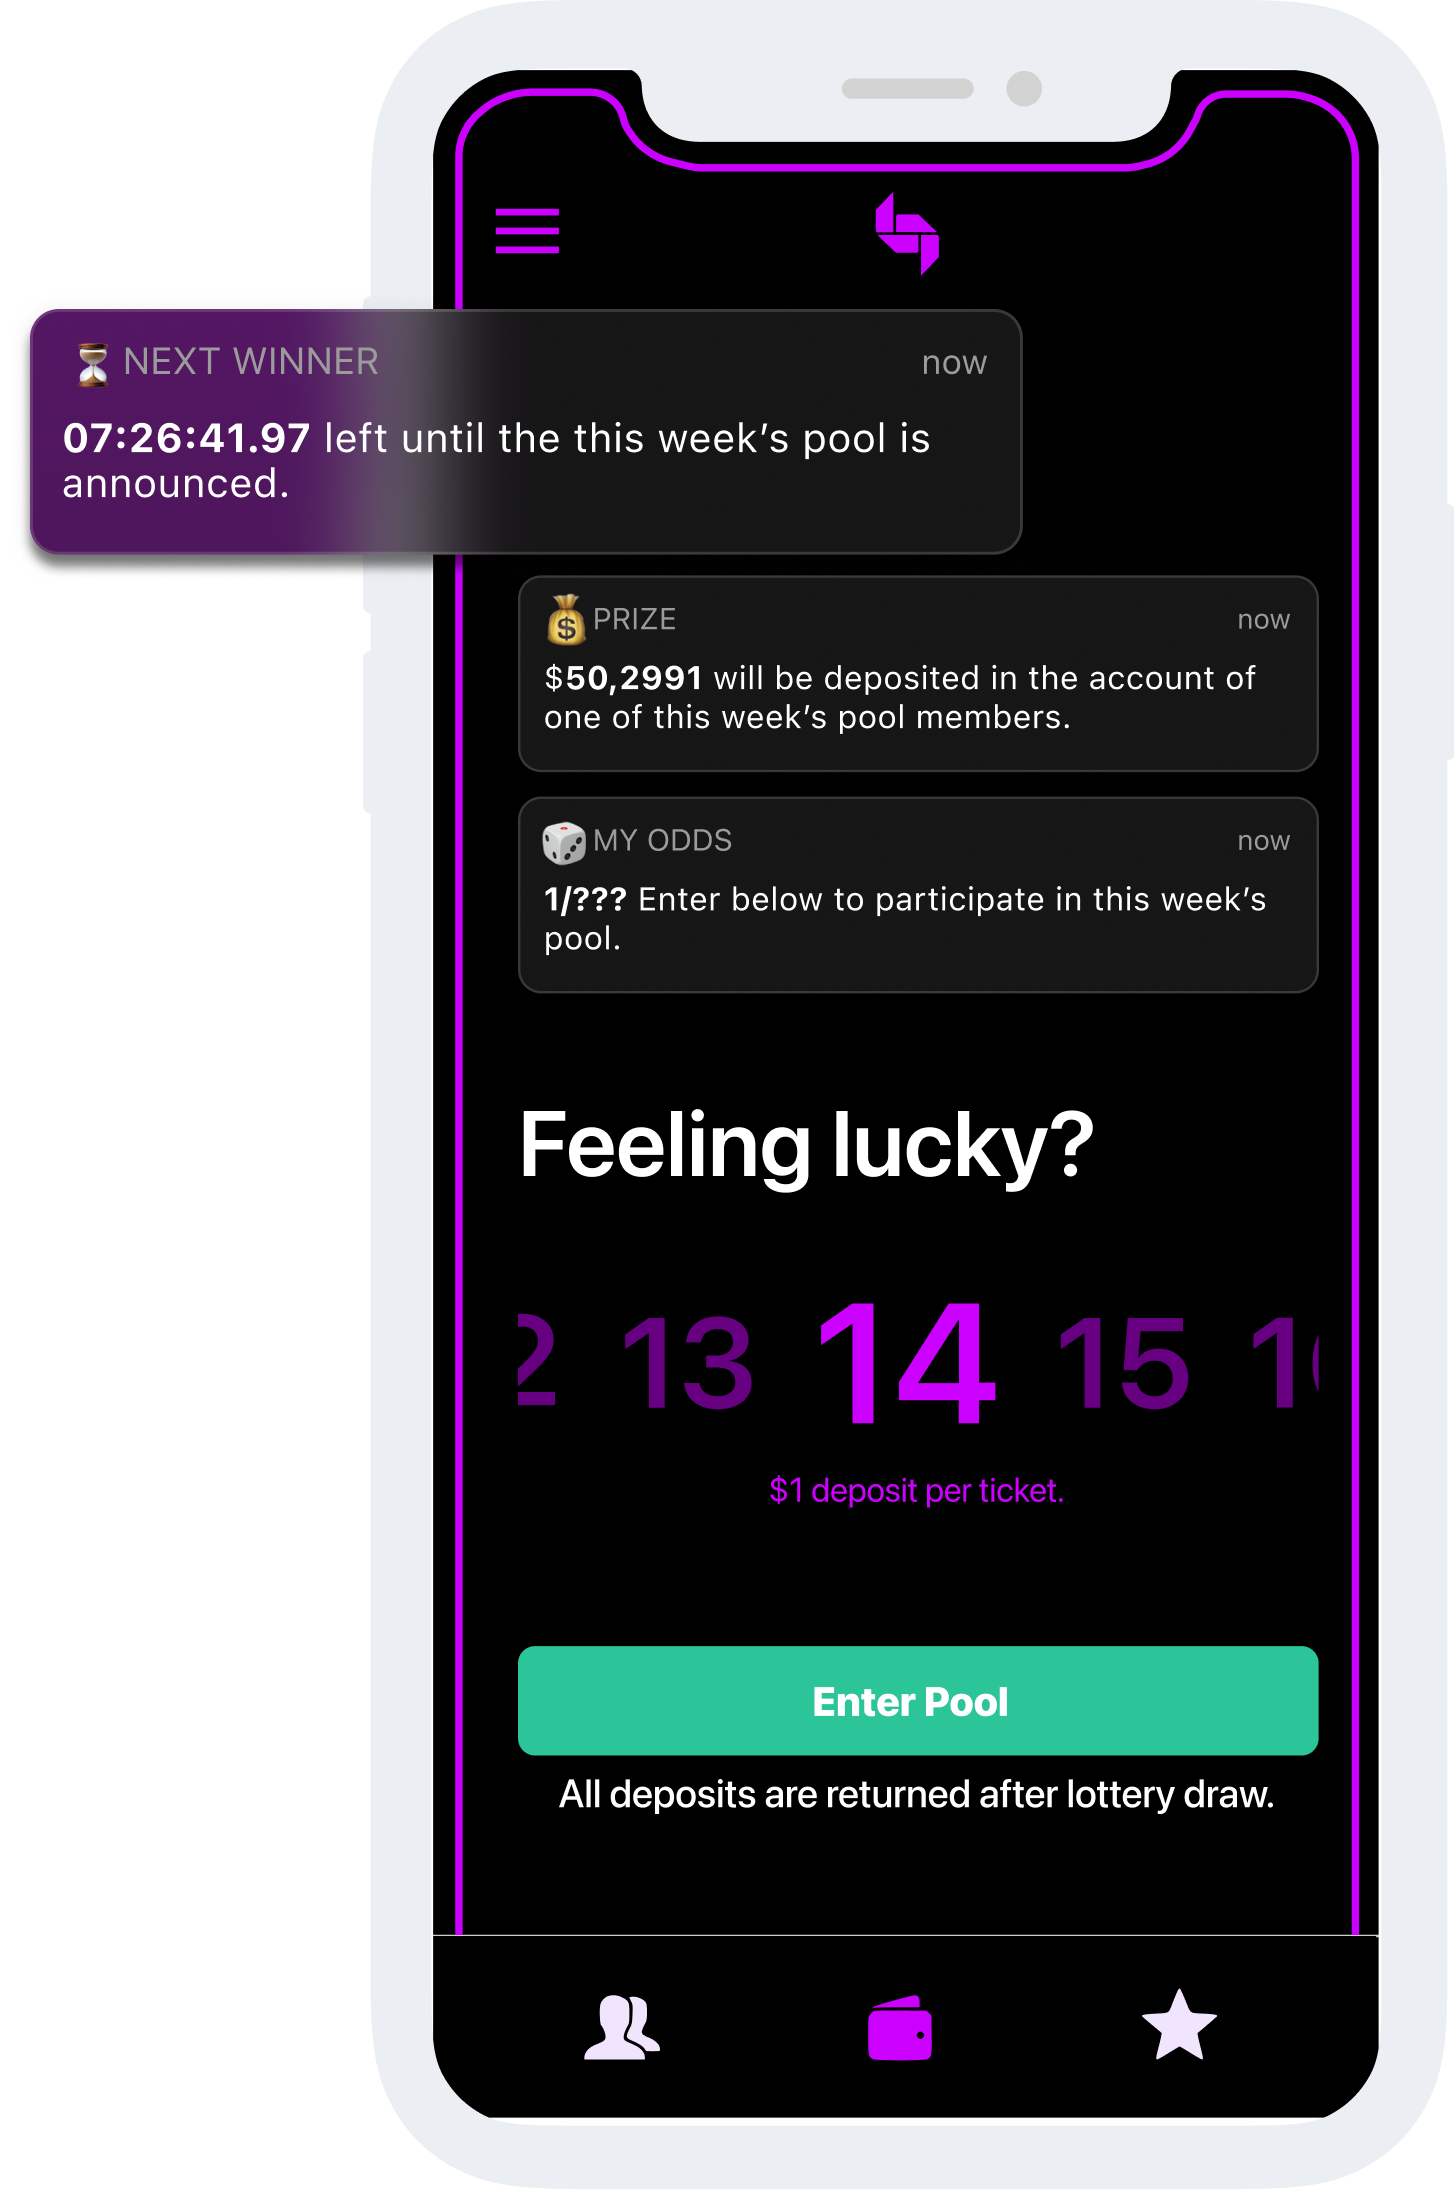 NEXT WINNER now
07:26:41.97 left until the this week’s pool is
announced.
PRIZE now
$50,2991 will be deposited in the account of
one of this week’s pool members.
MY ODDS now
1/??? Enter below to participate in this week’s
pool.
Feeling lucky?
2 13 14 15 1
$1 deposit per ticket.
Enter Pool
All deposits are returned after lottery draw.